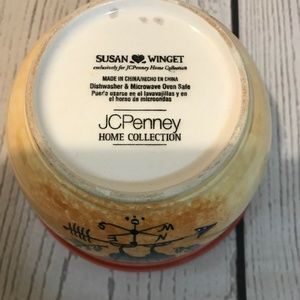 SUSAN WINGET
exclusively for JCPenney Home Collection
MADE IN CHINA/HECHO EN CHINA
Dishwasher & Microwave Oven Safe
Puede usarse en el lavavajillas y en
el horno de microondas
JCPenney
HOME COLLECTION